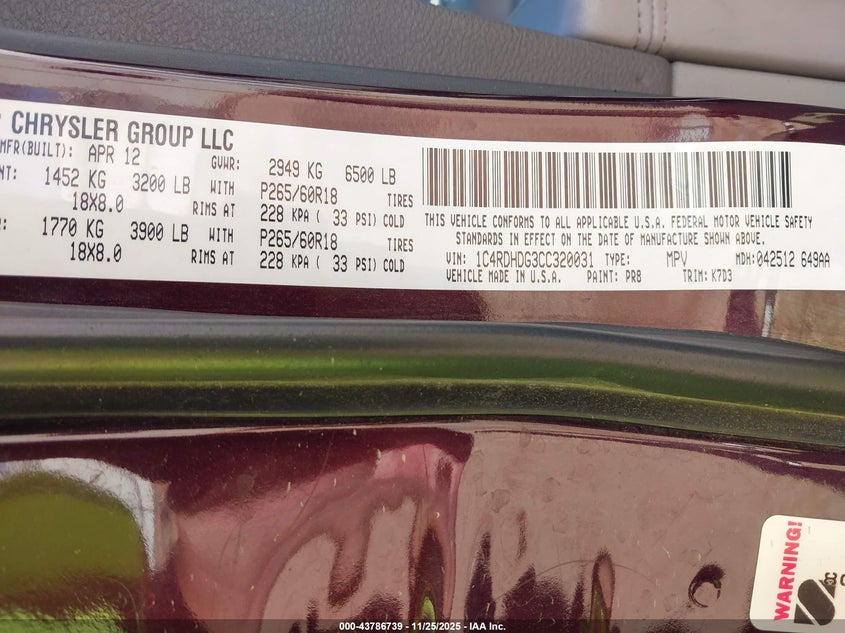 CHRYSLER GROUP LLC
MFR(BUILT): APR 12 GVWR: 2949 KG 6500 LB
1452 KG 3200 LB WITH P265/60R18 TIRES
18X8.0 RIMS AT 228 KPA ( 33 PSI) COLD
1770 KG 3900 LB WITH P265/60R18 TIRES
18X8.0 RIMS AT 228 KPA ( 33 PSI) COLD
THIS VEHICLE CONFORMS TO ALL APPLICABLE U.S.A. FEDERAL MOTOR VEHICLE SAFETY
STANDARDS IN EFFECT ON THE DATE OF MANUFACTURE SHOWN ABOVE.
VIN: 1C4RDHDG3CC320031 TYPE: MPV MDH: 042512 649AA
VEHICLE MADE IN U.S.A. PAINT: PR8 TRIM: K7D3
WARNING!
000-43786739 - 11/25/2025 - IAA Inc.